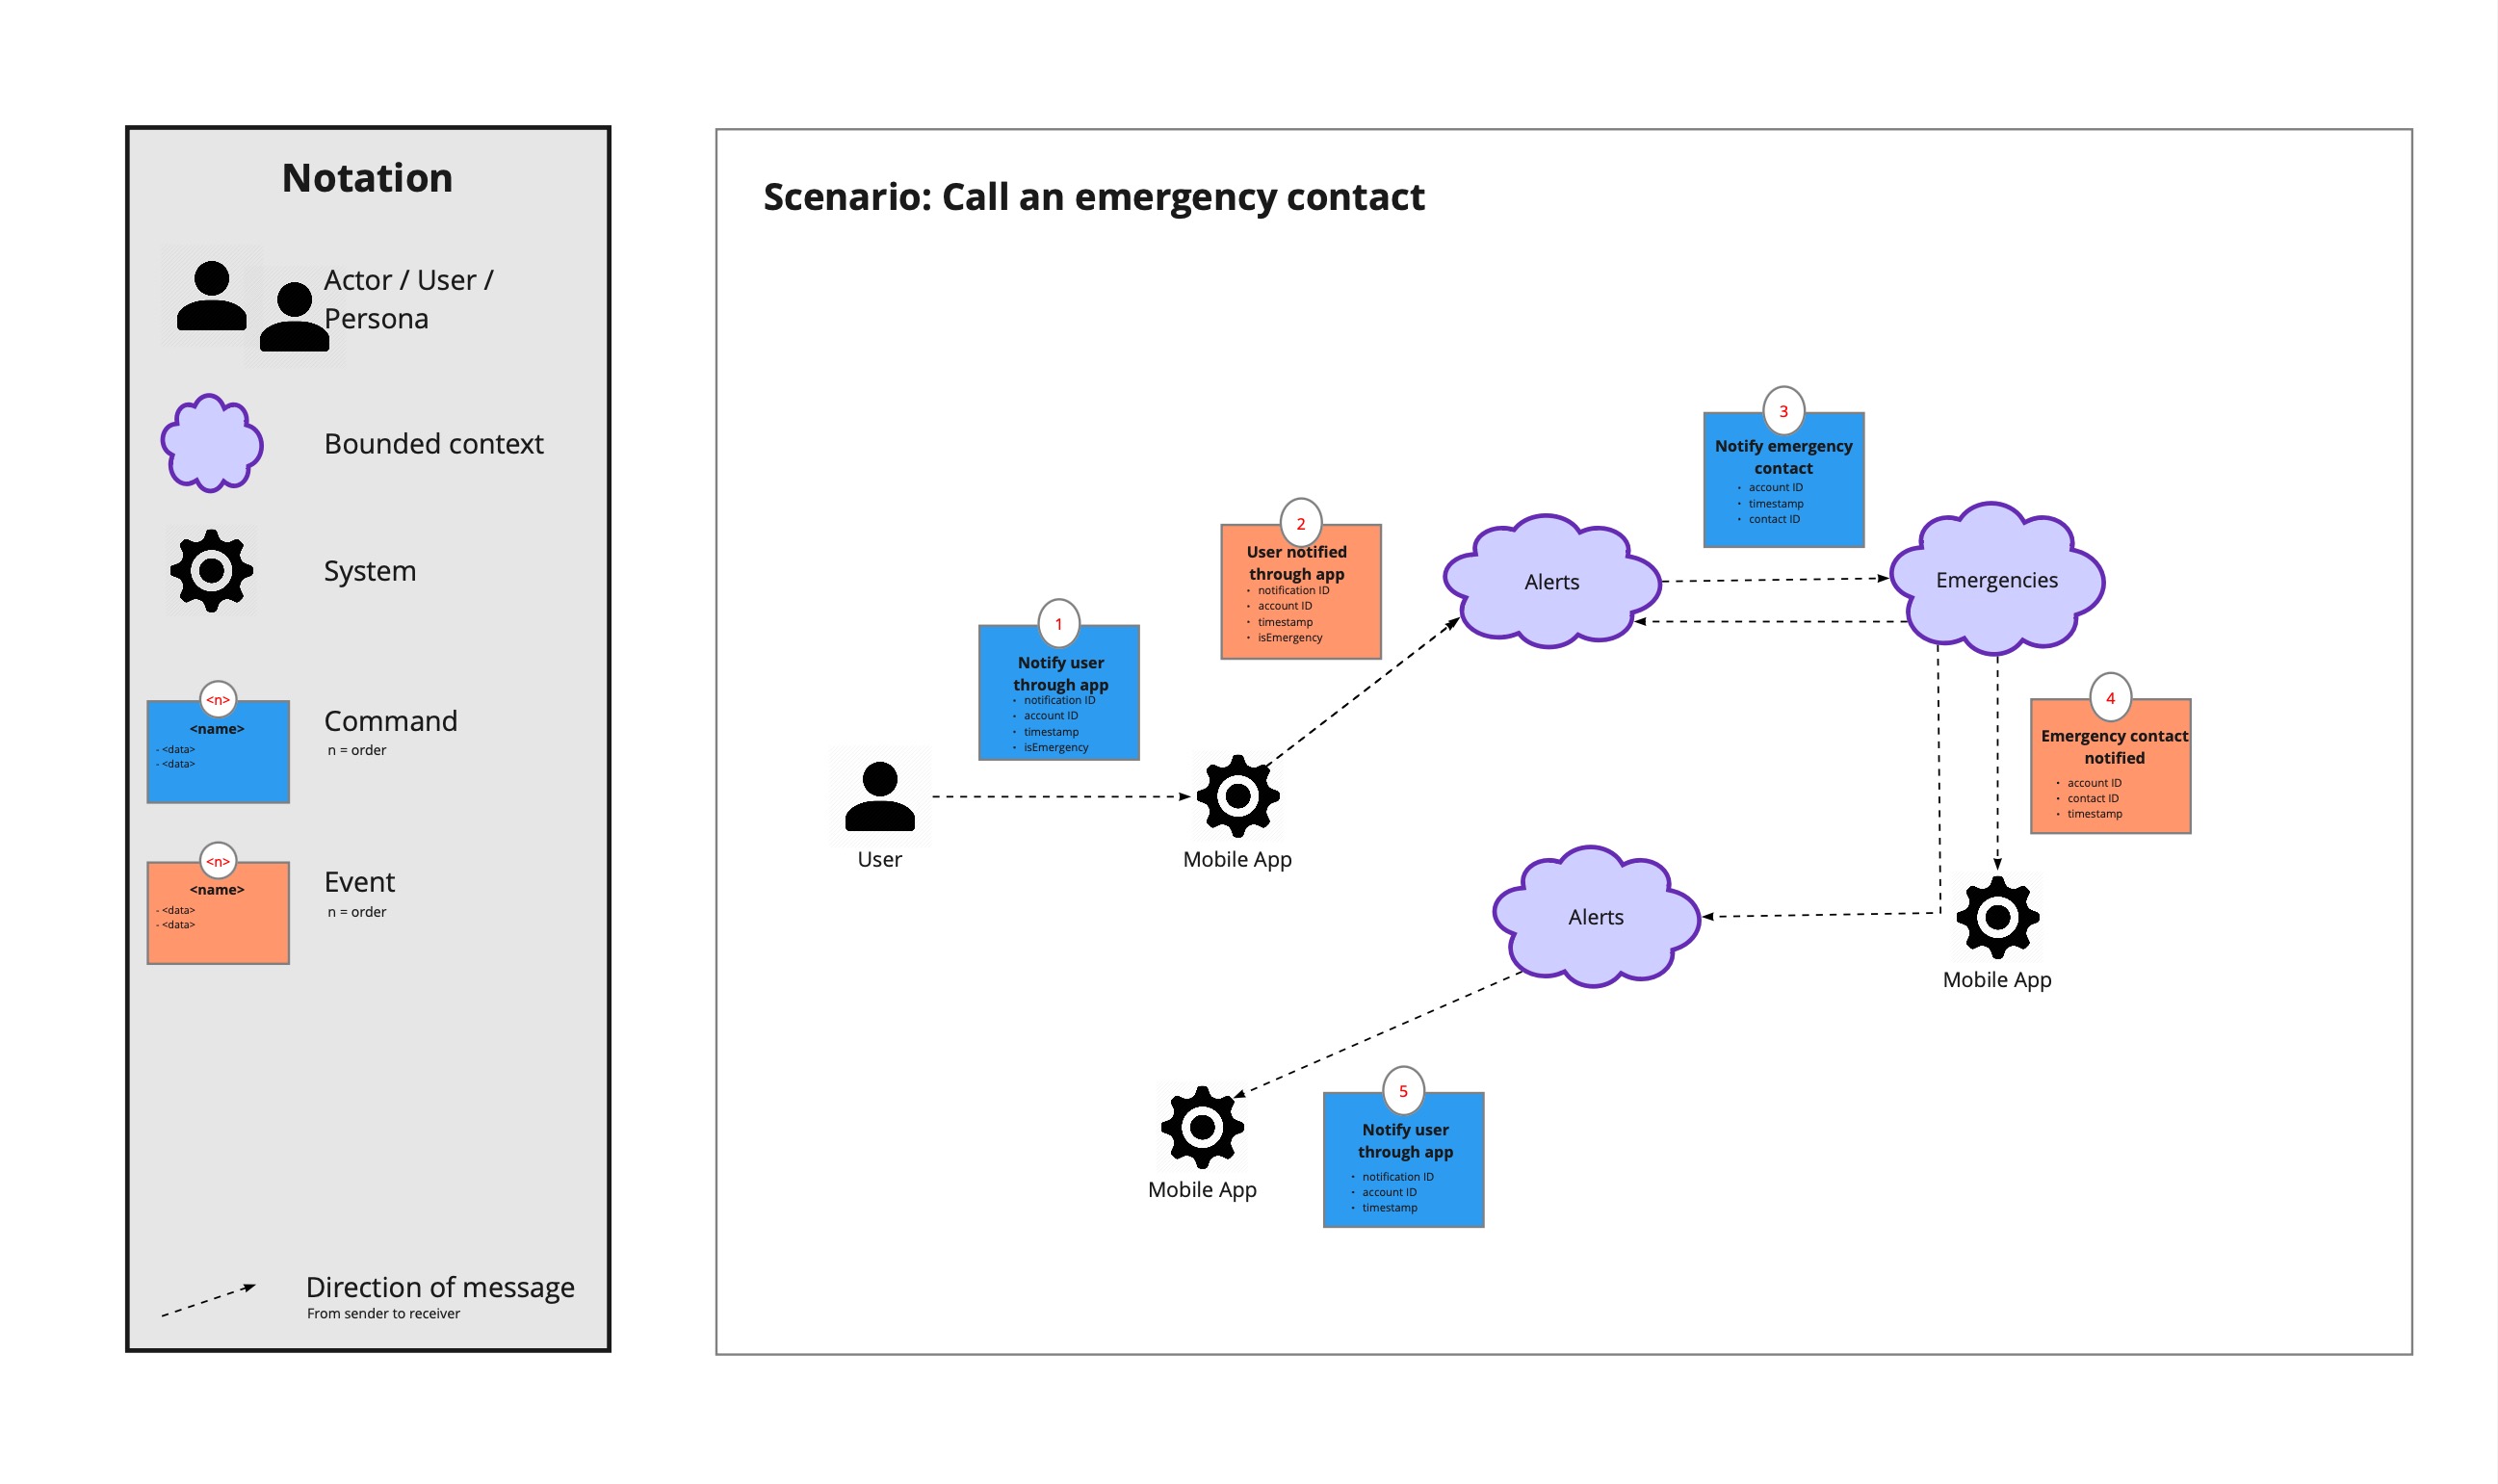 Notation
Actor / User /
Persona
Bounded context
System
<n>
<name>
- <data>
- <data>
Command
n = order
<n>
<name>
- <data>
- <data>
Event
n = order
Direction of message
From sender to receiver
Scenario: Call an emergency contact
1
Notify user
through app
• notification ID
• account ID
• timestamp
• isEmergency
User
Mobile App
2
User notified
through app
• notification ID
• account ID
• timestamp
• isEmergency
Alerts
3
Notify emergency
contact
• account ID
• timestamp
• contact ID
Emergencies
4
Emergency contact
notified
• account ID
• contact ID
• timestamp
Mobile App
Alerts
5
Notify user
through app
• notification ID
• account ID
• timestamp
Mobile App